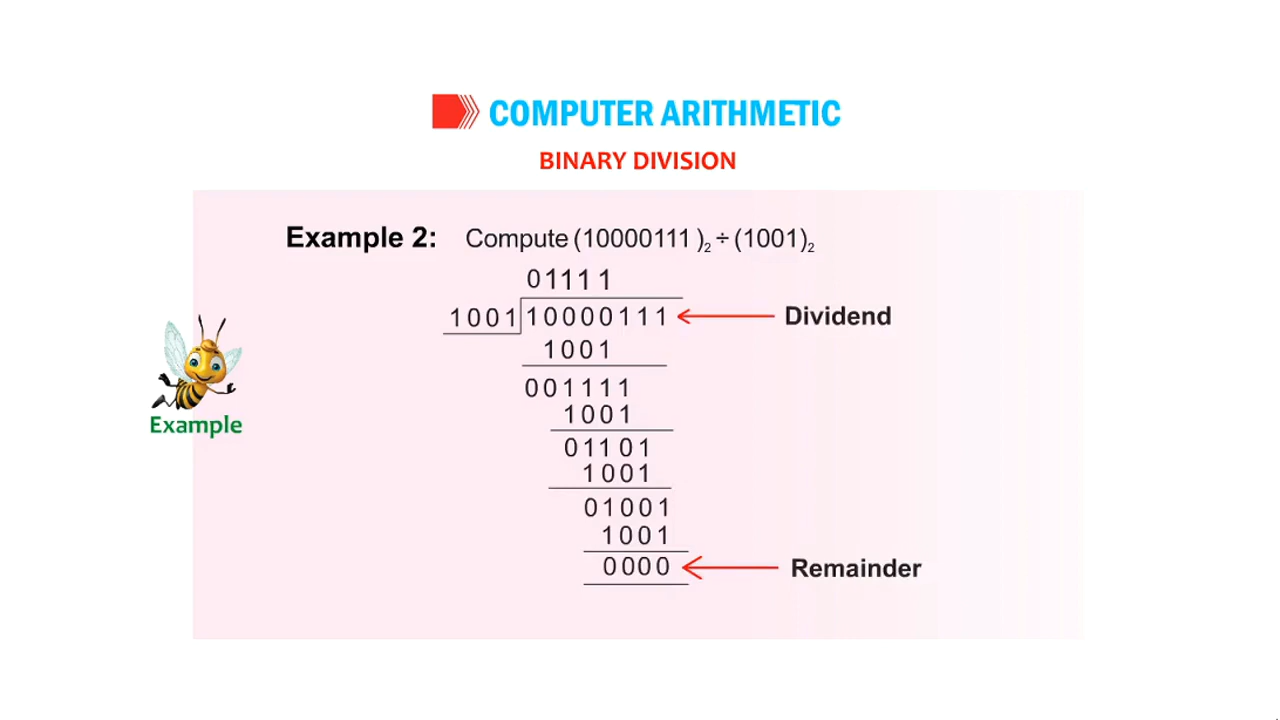 COMPUTER ARITHMETIC
BINARY DIVISION
Example 2: Compute (10000111 )₂ ÷ (1001)₂
01111
1001 10000111 Dividend
1001
001111
1001
01101
1001
01001
1001
0000 Remainder
Example